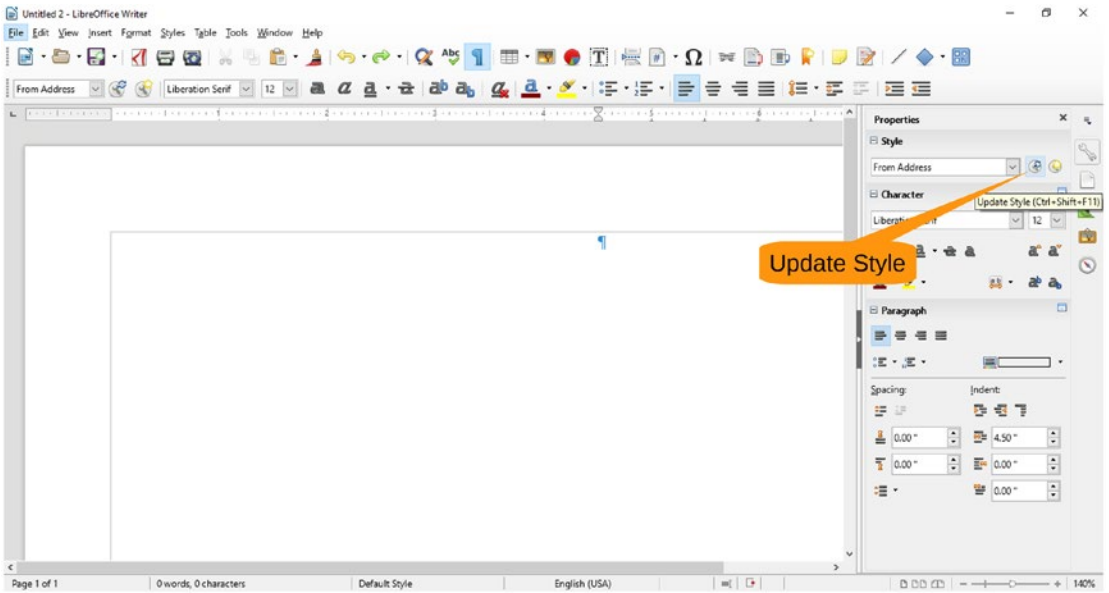 Untitled 2 - LibreOffice Writer
File Edit View Insert Format Styles Table Tools Window Help
From Address Liberation Serif 12
Properties
Style
From Address
Update Style (Ctrl+Shift+F11)
Character
12
Update Style
Paragraph
Spacing: Indent:
0.00 " 4.50 "
0.00 " 0.00 "
0.00 "
Page 1 of 1 0 words, 0 characters Default Style English (USA) 140%